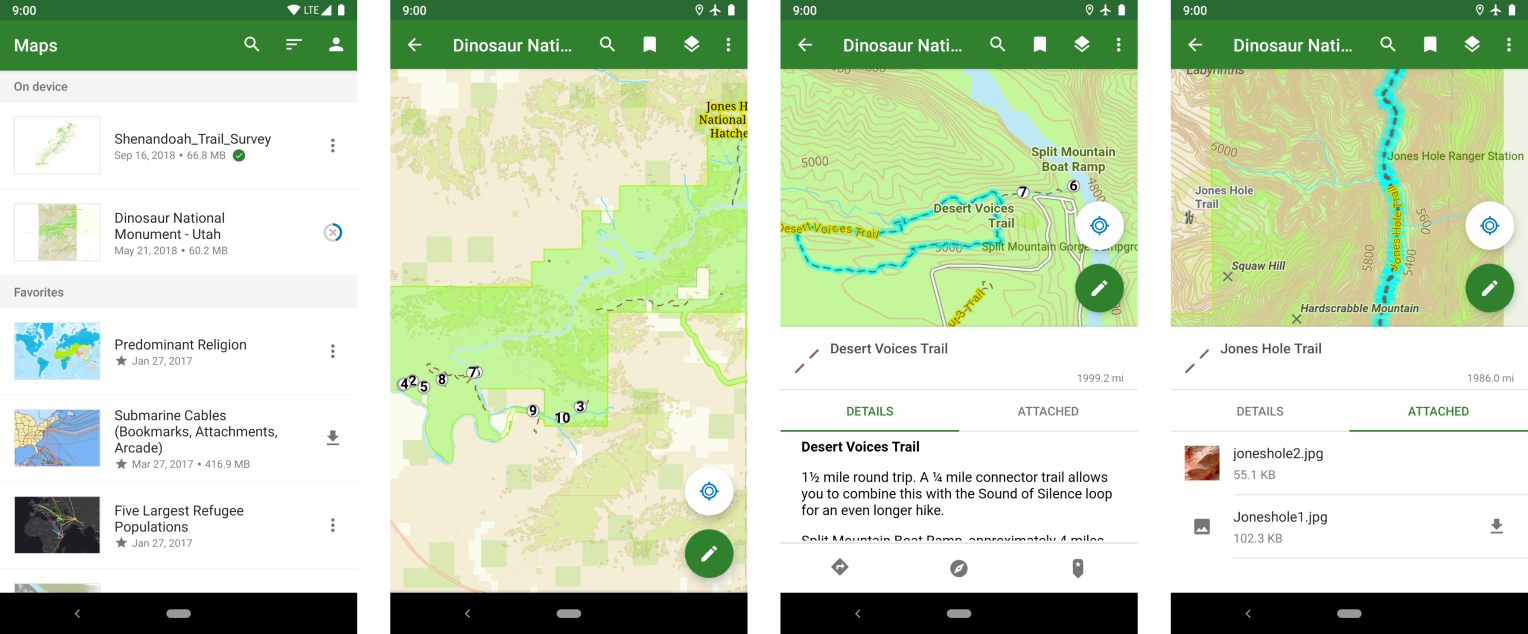 9:00
LTE
Maps
On device
Shenandoah_Trail_Survey
Sep 16, 2018 • 66.8 MB
Dinosaur National
Monument - Utah
May 21, 2018 • 60.2 MB
Favorites
Predominant Religion
Jan 27, 2017
Submarine Cables
(Bookmarks, Attachments,
Arcade)
Mar 27, 2017 • 416.9 MB
Five Largest Refugee
Populations
Jan 27, 2017
9:00
Dinosaur Nati...
Jones H
National
Hatche
4
2
5
8
7
9
10
3
9:00
Dinosaur Nati...
5000
Split Mountain
Boat Ramp
7
6
4800
Desert Voices
Trail
Desert Voices Trail
5000
Split Mountain Gorge Campgro
ut-3-Trail
Desert Voices Trail
1999.2 mi
DETAILS
ATTACHED
Desert Voices Trail
1½ mile round trip. A ¼ mile connector trail allows
you to combine this with the Sound of Silence loop
for an even longer hike.
Split Mountain Boat Ramp, approximately 4 miles
9:00
Dinosaur Nati...
Labyrinths
6000
Jones Hole Ranger Station
Jones Hole
Trail
Jones Hole Trail
5600
5800
5400
Squaw Hill
Hardscrabble Mountain
Jones Hole Trail
1986.0 mi
DETAILS
ATTACHED
joneshole2.jpg
55.1 KB
Joneshole1.jpg
102.3 KB